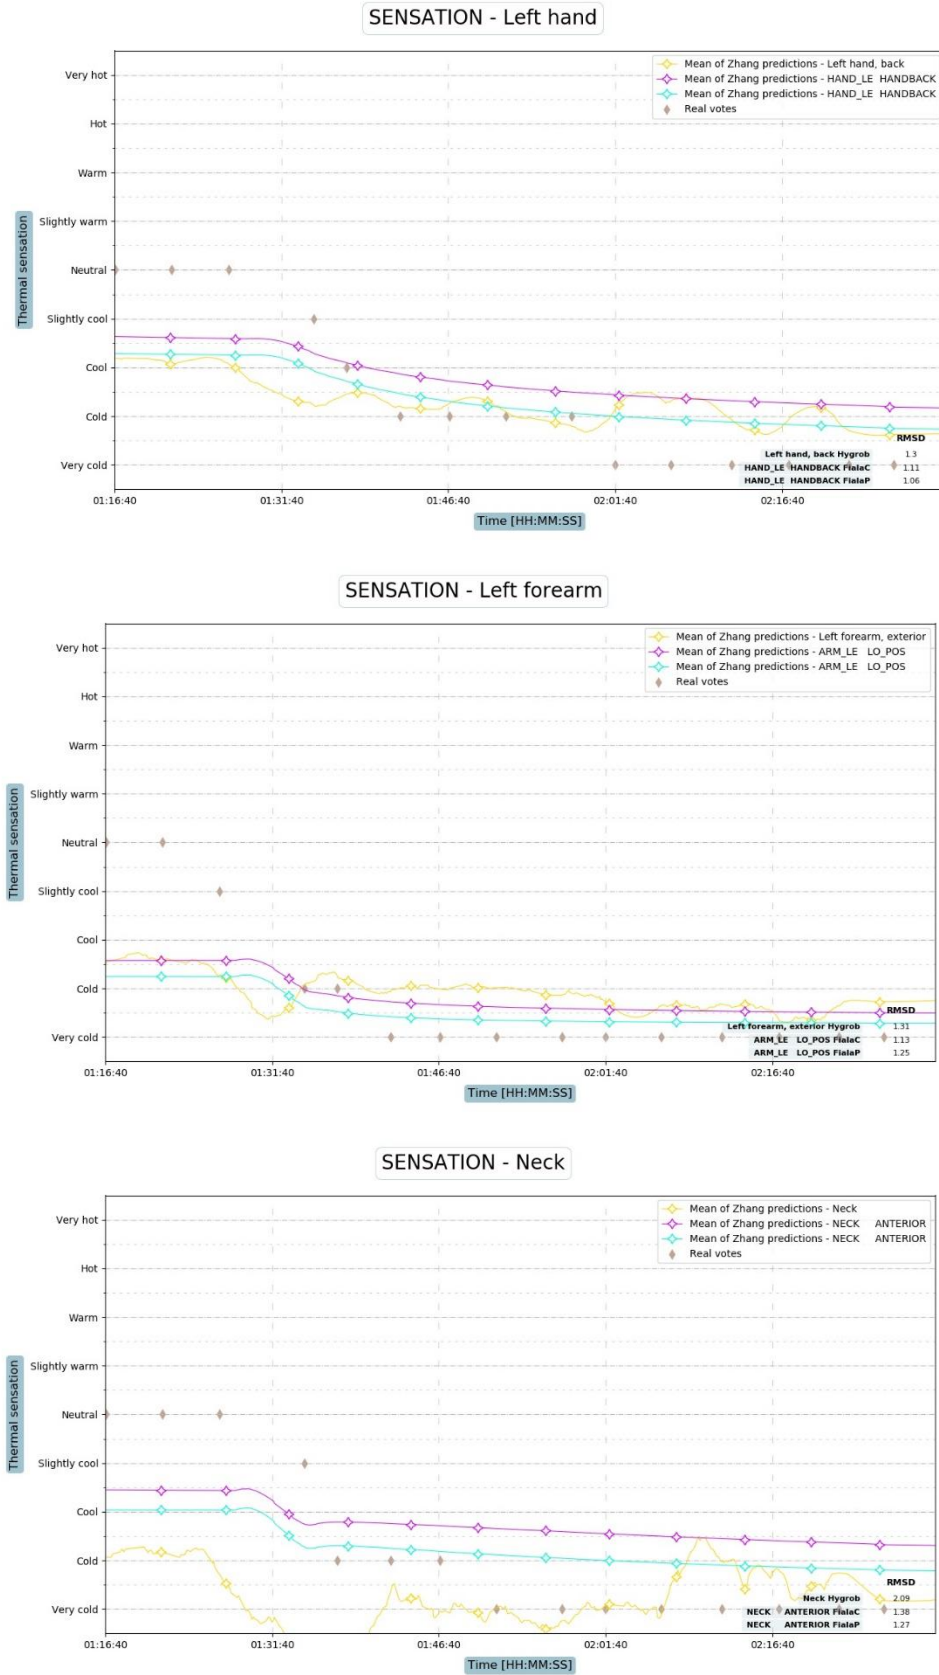 SENSATION - Left hand
Mean of Zhang predictions - Left hand, back
Mean of Zhang predictions - HAND_LE HANDBACK
Mean of Zhang predictions - HAND_LE HANDBACK
Real votes
Very hot
Hot
Warm
Slightly warm
Neutral
Slightly cool
Cool
Cold
Very cold
Thermal sensation
RMSD
Left hand, back Hygrob 1.3
HAND_LE HANDBACK FialaC 1.11
HAND_LE HANDBACK FialaP 1.06
01:16:40 01:31:40 01:46:40 02:01:40 02:16:40
Time [HH:MM:SS]
SENSATION - Left forearm
Mean of Zhang predictions - Left forearm, exterior
Mean of Zhang predictions - ARM_LE LO_POS
Mean of Zhang predictions - ARM_LE LO_POS
Real votes
Very hot
Hot
Warm
Slightly warm
Neutral
Slightly cool
Cool
Cold
Very cold
Thermal sensation
RMSD
Left forearm, exterior Hygrob 1.31
ARM_LE LO_POS FialaC 1.13
ARM_LE LO_POS FialaP 1.25
01:16:40 01:31:40 01:46:40 02:01:40 02:16:40
Time [HH:MM:SS]
SENSATION - Neck
Mean of Zhang predictions - Neck
Mean of Zhang predictions - NECK ANTERIOR
Mean of Zhang predictions - NECK ANTERIOR
Real votes
Very hot
Hot
Warm
Slightly warm
Neutral
Slightly cool
Cool
Cold
Very cold
Thermal sensation
RMSD
Neck Hygrob 2.09
NECK ANTERIOR FialaC 1.38
NECK ANTERIOR FialaP 1.27
01:16:40 01:31:40 01:46:40 02:01:40 02:16:40
Time [HH:MM:SS]